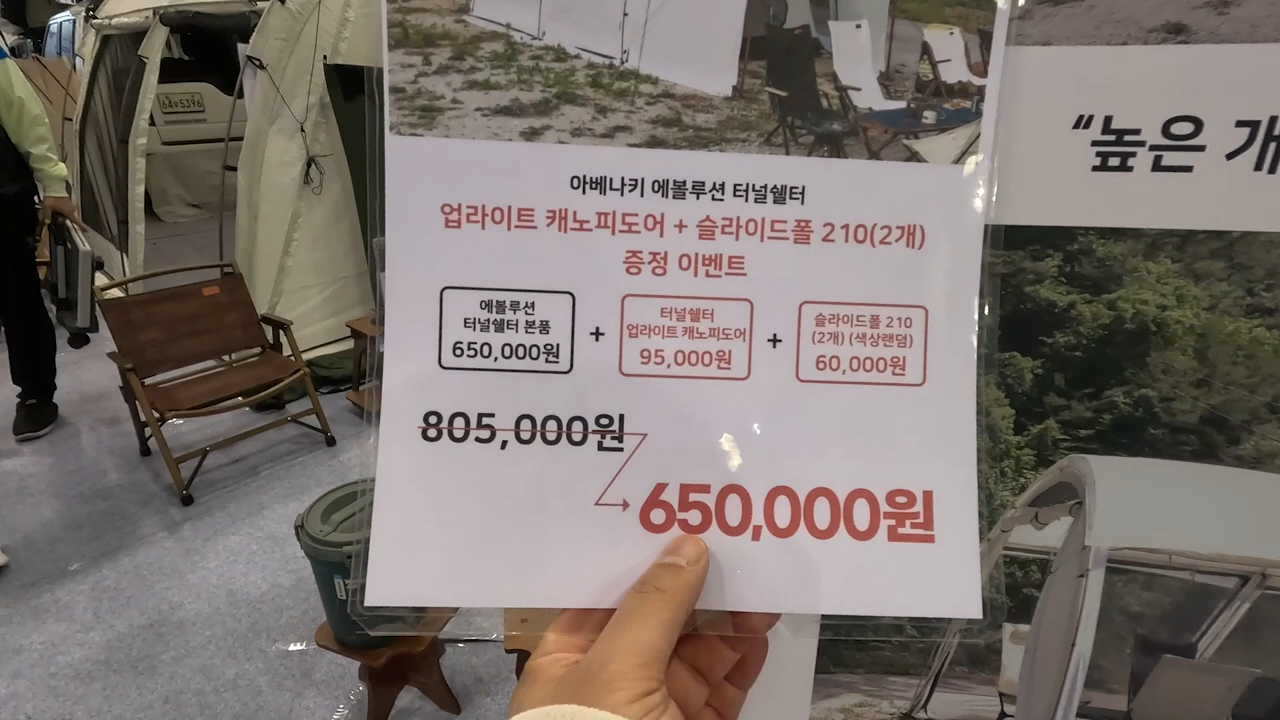 64우5396
"높은 개
아베나키 에볼루션 터널쉘터
업라이트 캐노피도어 + 슬라이드폴 210(2개)
증정 이벤트
에볼루션
터널쉘터 본품
650,000원
+
터널쉘터
업라이트 캐노피도어
95,000원
+
슬라이드폴 210
(2개) (색상랜덤)
60,000원
805,000원
650,000원